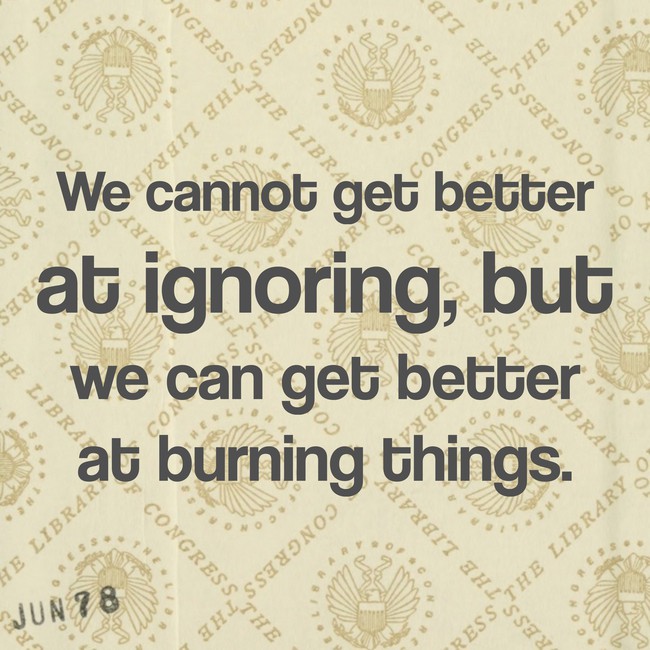 We cannot get better
at ignoring, but
we can get better
at burning things.
THE LIBRARY OF CONGRESS
JUN 78